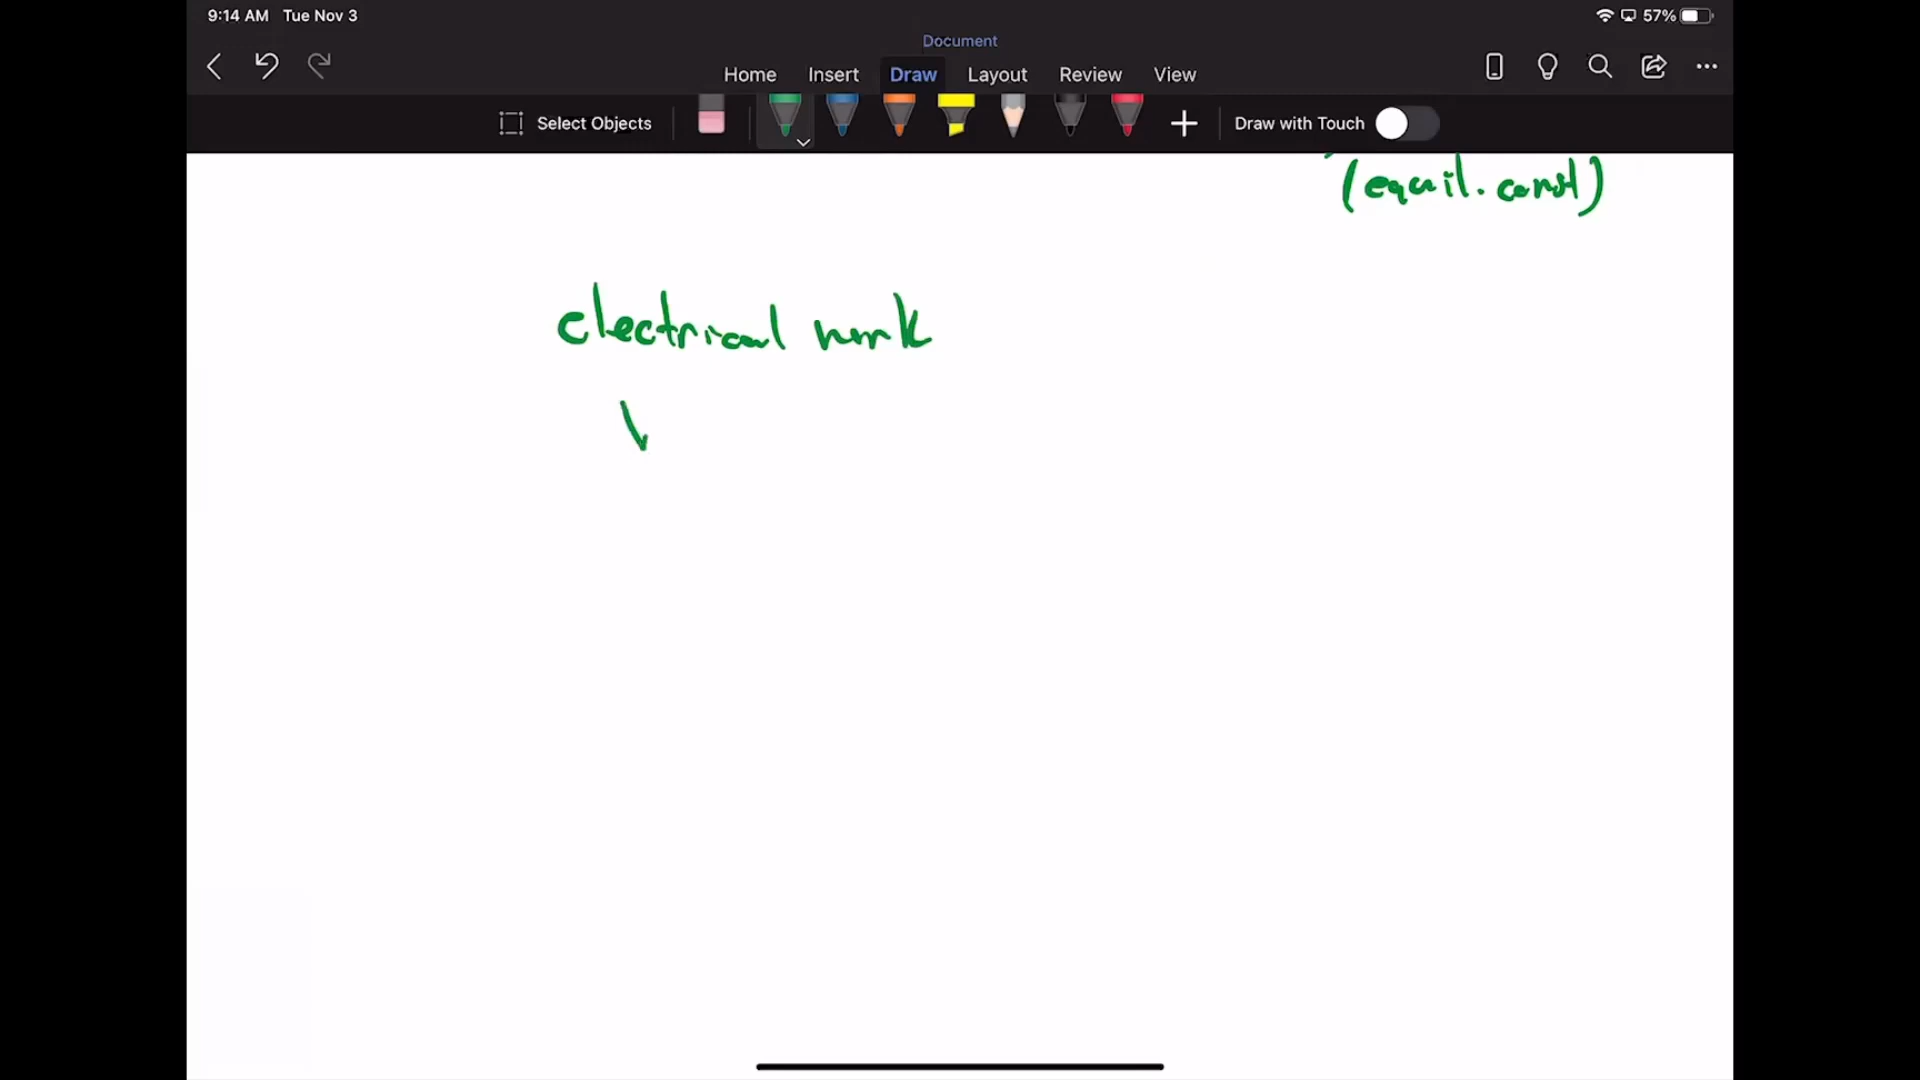 9:14 AM Tue Nov 3
57%
Document
Home Insert Draw Layout Review View
Select Objects
Draw with Touch
(equil. const)
electrical work